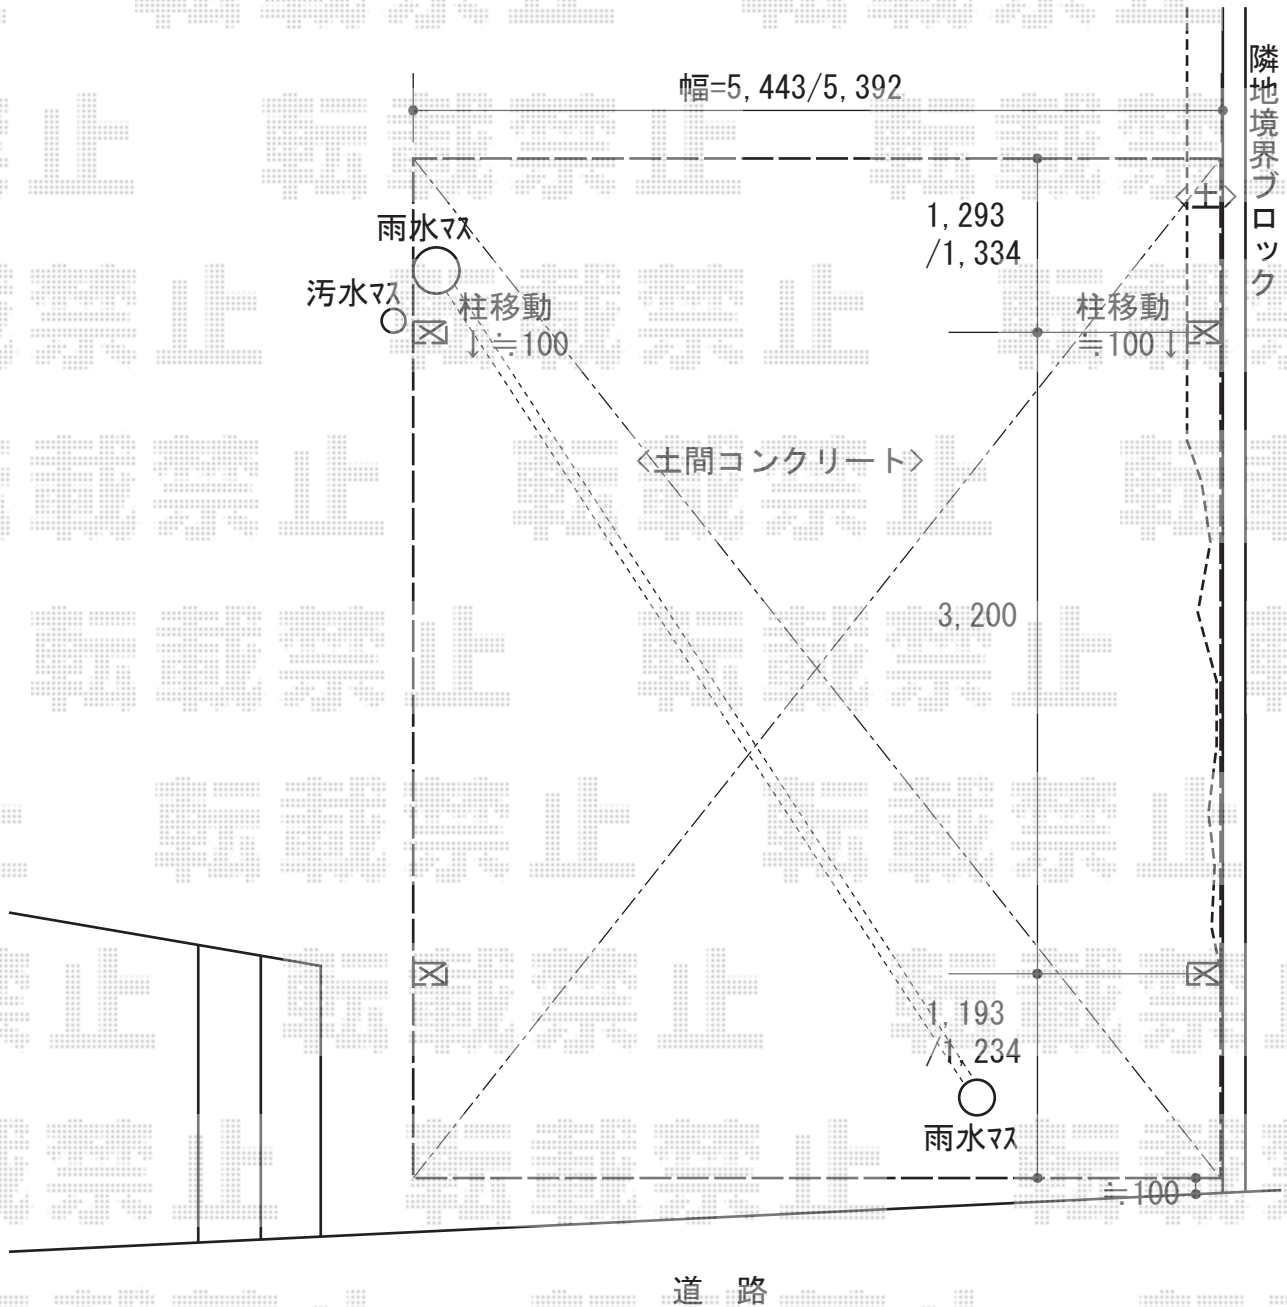 幅=5,443/5,392
隣地境界ブロック
〈土〉
1,293
/1,334
雨水マス
汚水マス
柱移動
↓≒100
柱移動
≒100↓
〈土間コンクリート〉
3,200
1,193
/1,234
雨水マス
≒100
道 路
転載禁止